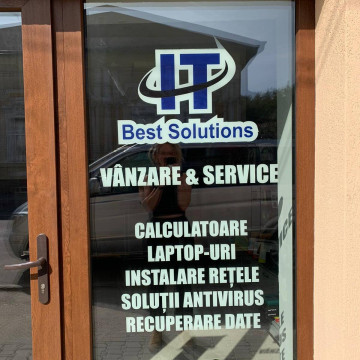 IT
Best Solutions
VÂNZARE & SERVICE
CALCULATOARE
LAPTOP-URI
INSTALARE REȚELE
SOLUȚII ANTIVIRUS
RECUPERARE DATE